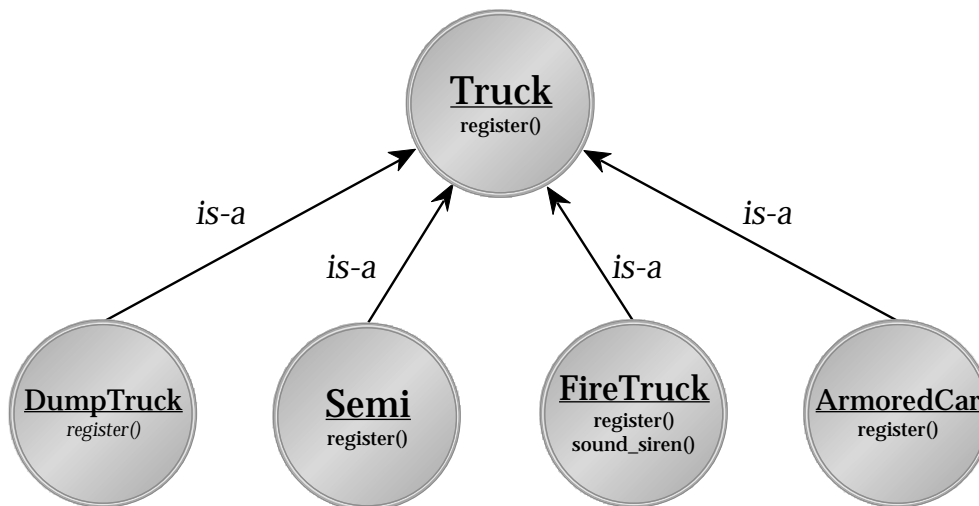 Truck
register()
is-a
is-a
is-a
is-a
DumpTruck
register()
Semi
register()
FireTruck
register()
sound_siren()
ArmoredCar
register()